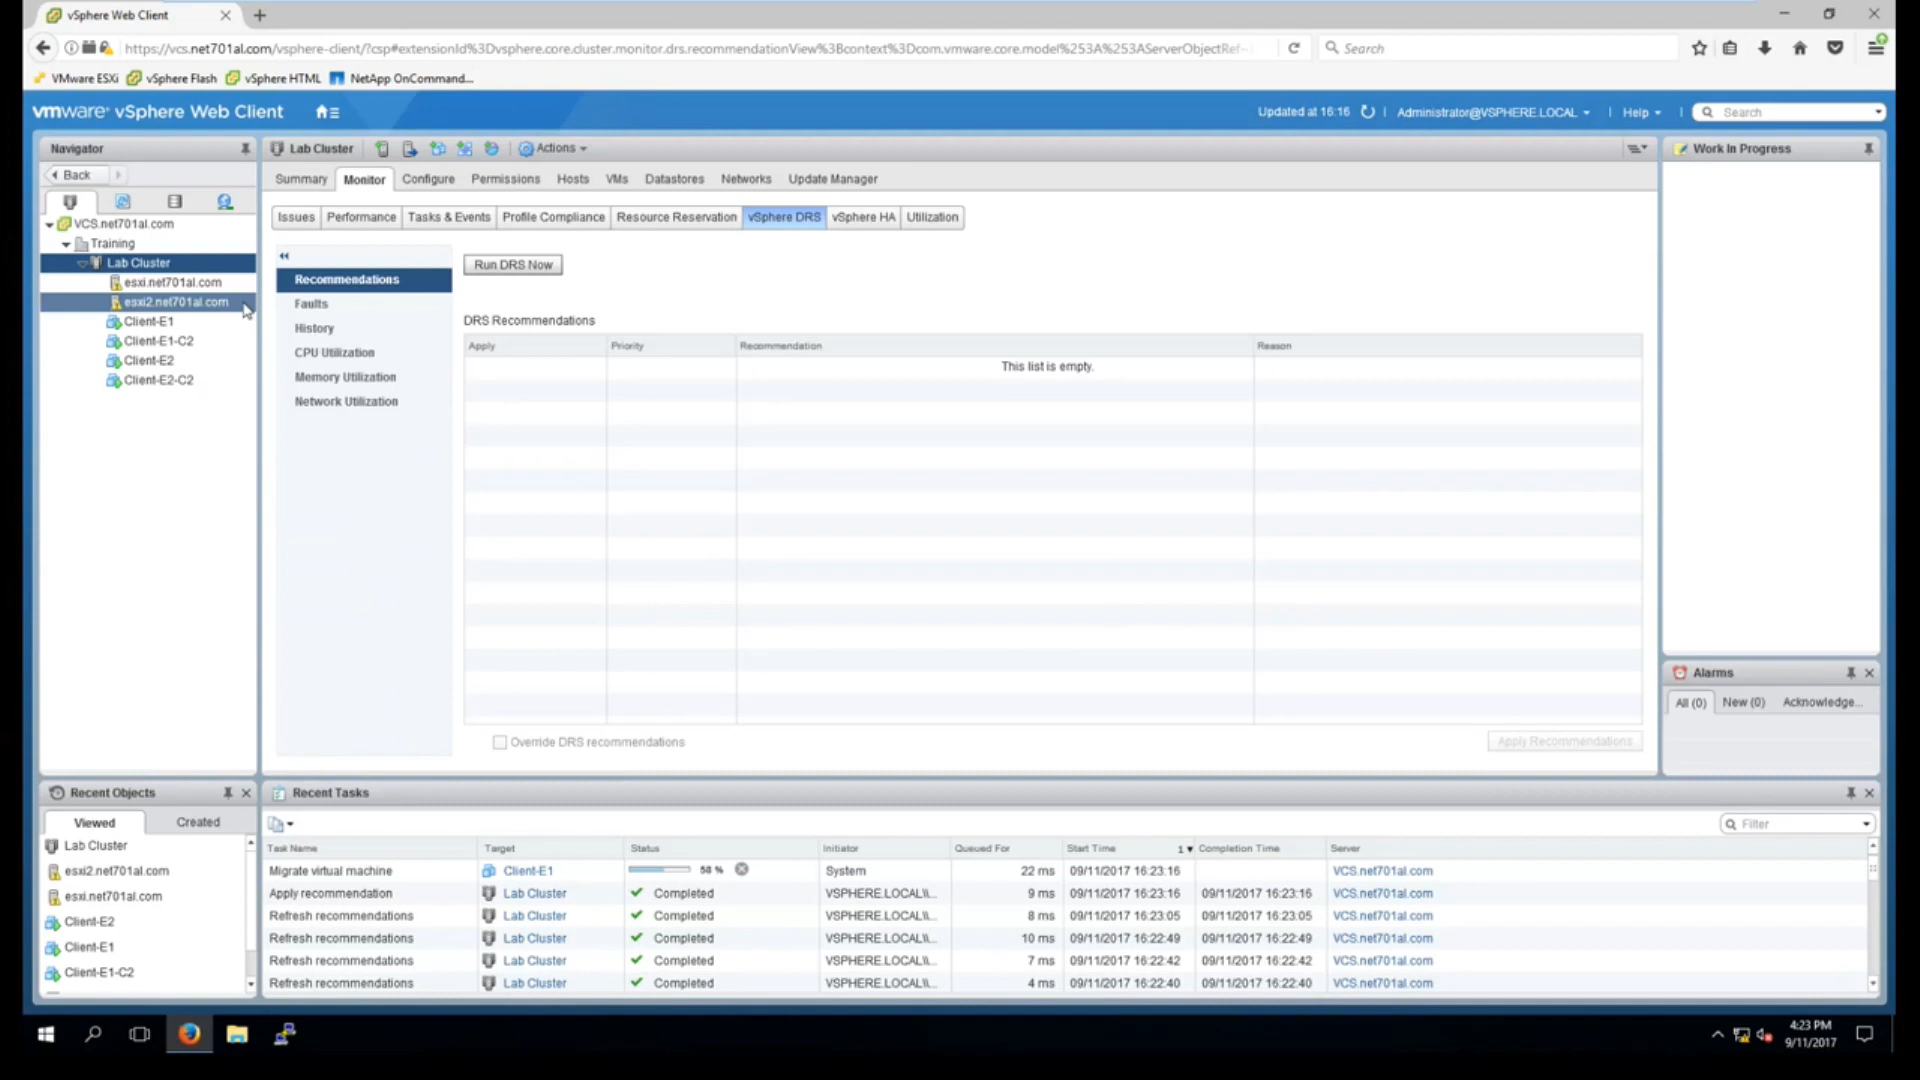 vSphere Web Client
https://vcs.net701al.com/vsphere-client/?csp#extensionId%3Dvsphere.core.cluster.monitor.drs.recommendationView%3Bcontext%3Dcom.vmware.core.model%253A%253AServerObjectRef~
Search
VMware ESXi vSphere Flash vSphere HTML NetApp OnCommand...
vmware® vSphere Web Client
Updated at 16:16 | Administrator@VSPHERE.LOCAL | Help | Search
Navigator
Lab Cluster
Actions
Work In Progress
Back
Summary Monitor Configure Permissions Hosts VMs Datastores Networks Update Manager
Issues Performance Tasks & Events Profile Compliance Resource Reservation vSphere DRS vSphere HA Utilization
VCS.net701al.com
Training
Lab Cluster
esxi.net701al.com
esxi2.net701al.com
Client-E1
Client-E1-C2
Client-E2
Client-E2-C2
Recommendations
Faults
History
CPU Utilization
Memory Utilization
Network Utilization
Run DRS Now
DRS Recommendations
Apply Priority Recommendation Reason
This list is empty.
Override DRS recommendations
Apply Recommendations
Alarms
All (0) New (0) Acknowledge...
Recent Objects
Viewed Created
Lab Cluster
esxi2.net701al.com
esxi.net701al.com
Client-E2
Client-E1
Client-E1-C2
Recent Tasks
Filter
Task Name Target Status Initiator Queued For Start Time 1 Completion Time Server
Migrate virtual machine Client-E1 58 % System 22 ms 09/11/2017 16:23:16 VCS.net701al.com
Apply recommendation Lab Cluster Completed VSPHERE.LOCAL\\... 9 ms 09/11/2017 16:23:16 09/11/2017 16:23:16 VCS.net701al.com
Refresh recommendations Lab Cluster Completed VSPHERE.LOCAL\\... 8 ms 09/11/2017 16:23:05 09/11/2017 16:23:05 VCS.net701al.com
Refresh recommendations Lab Cluster Completed VSPHERE.LOCAL\\... 10 ms 09/11/2017 16:22:49 09/11/2017 16:22:49 VCS.net701al.com
Refresh recommendations Lab Cluster Completed VSPHERE.LOCAL\\... 7 ms 09/11/2017 16:22:42 09/11/2017 16:22:42 VCS.net701al.com
Refresh recommendations Lab Cluster Completed VSPHERE.LOCAL\\... 4 ms 09/11/2017 16:22:40 09/11/2017 16:22:40 VCS.net701al.com
4:23 PM
9/11/2017